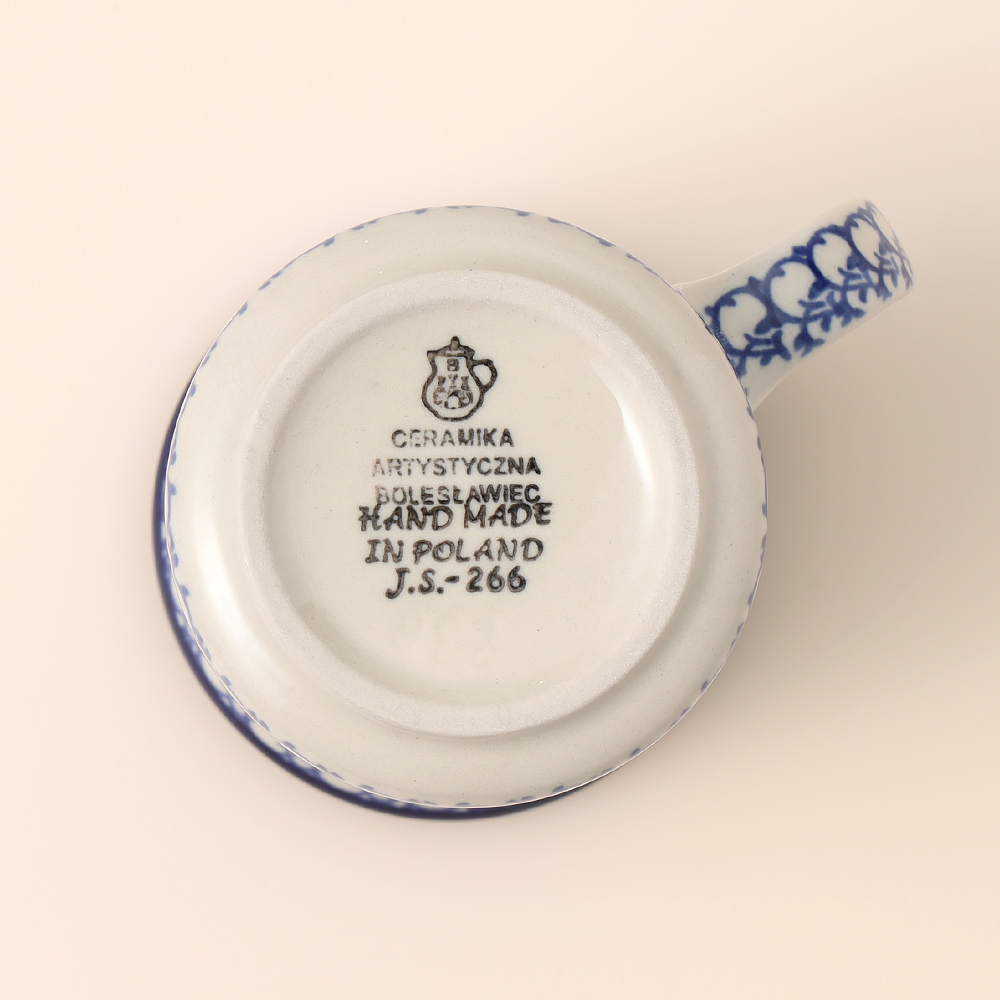 CERAMIKA
ARTYSTYCZNA
BOLESŁAWIEC
HAND MADE
IN POLAND
J.S.-266